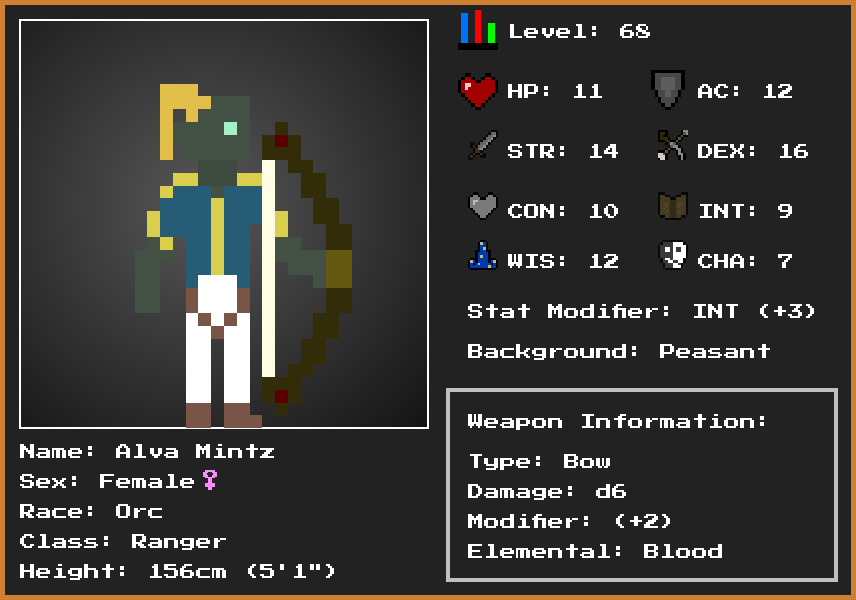 Level: 68
HP: 11 AC: 12
STR: 14 DEX: 16
CON: 10 INT: 9
WIS: 12 CHA: 7
Stat Modifier: INT (+3)
Background: Peasant
Weapon Information:
Type: Bow
Damage: d6
Modifier: (+2)
Elemental: Blood
Name: Alva Mintz
Sex: Female♀
Race: Orc
Class: Ranger
Height: 156cm (5'1")